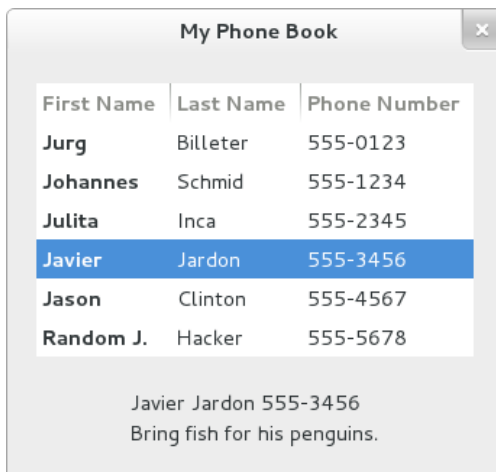 My Phone Book
First Name Last Name Phone Number
Jurg Billeter 555-0123
Johannes Schmid 555-1234
Julita Inca 555-2345
Javier Jardon 555-3456
Jason Clinton 555-4567
Random J. Hacker 555-5678
Javier Jardon 555-3456
Bring fish for his penguins.